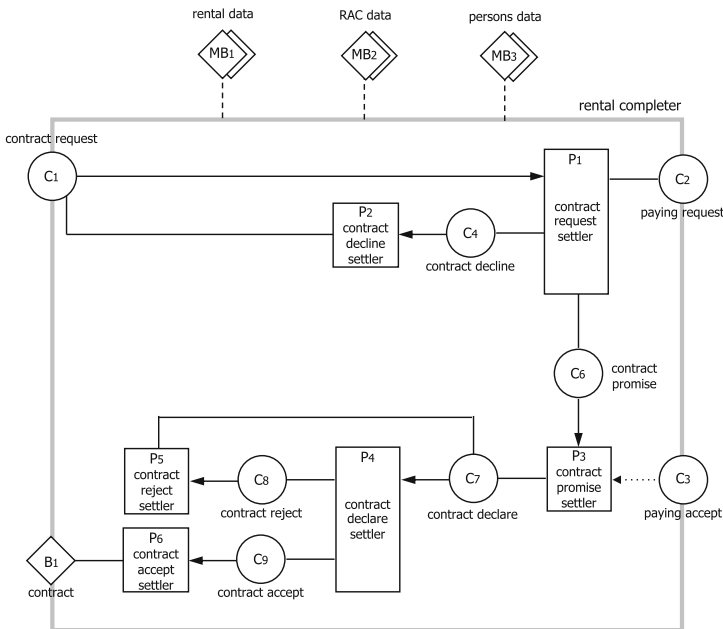 rental data
RAC data
persons data
MB1
MB2
MB3
rental completer
contract request
C1
P1
contract
request
settler
C2
paying request
P2
contract
decline
settler
C4
contract decline
C6
contract
promise
P3
contract
promise
settler
C3
paying accept
P5
contract
reject
settler
C8
contract reject
P4
contract
declare
settler
C7
contract declare
P6
contract
accept
settler
C9
contract accept
B1
contract